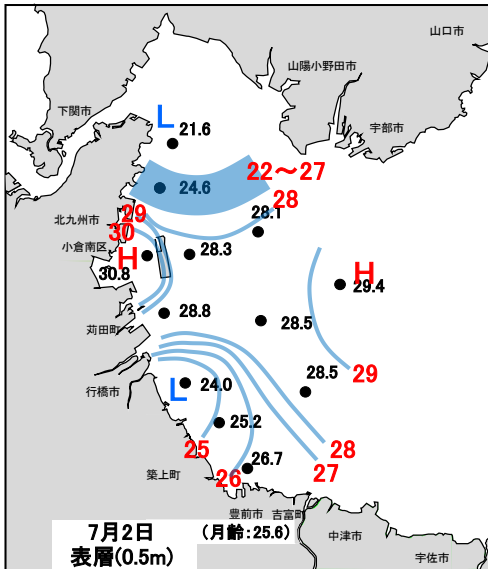 山口市
山陽小野田市
下関市
宇部市
L
21.6
22～27
24.6
28
29
28.1
北九州市
30
小倉南区
H
28.3
H
30.8
29.4
28.8
28.5
苅田町
28.5
29
行橋市
24.0
L
25.2
25
28
26.7
27
築上町
26
豊前市
吉富町
7月2日
(月齢:25.6)
中津市
表層(0.5m)
宇佐市